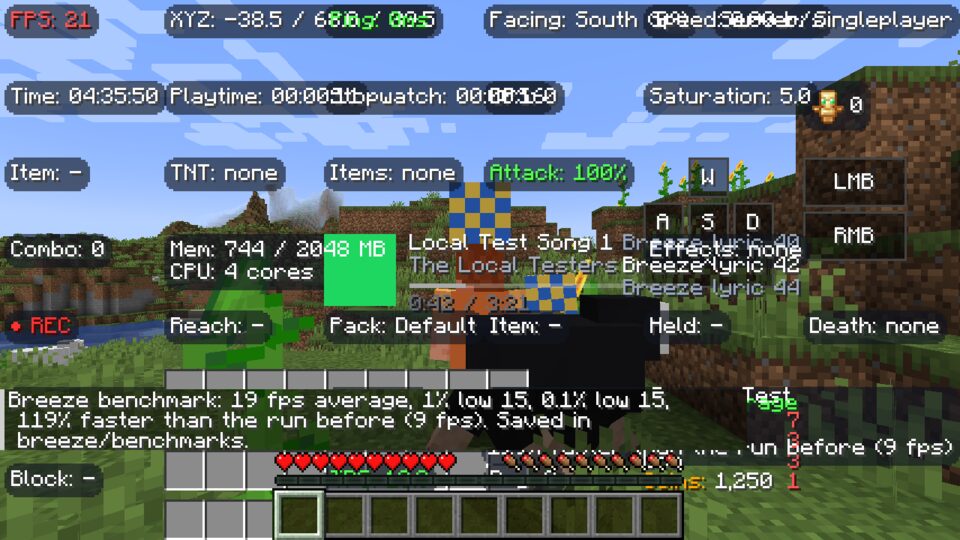 FPS: 21
XYZ: -38.5 /
Facing: South
Singleplayer
Time: 04:35:50
Playtime:
Stopwatch:
Saturation: 5.0
0
Item: -
TNT: none
Items: none
Attack: 100%
W
LMB
A S D
RMB
Combo: 0
Mem: 744 / 2048 MB
CPU: 4 cores
Local Test Song 1
The Local Testers
0:42 / 3:21
Breeze lyric 40
Effects: none
Breeze lyric 42
Breeze lyric 44
• REC
Reach: -
Pack: Default
Item: -
Held: -
Death: none
Breeze benchmark: 19 fps average, 1% low 15, 0.1% low 15,
119% faster than the run before (9 fps). Saved in
breeze/benchmarks.
Test
7
3
run before (9 fps)
3
Block: -
1,250
1